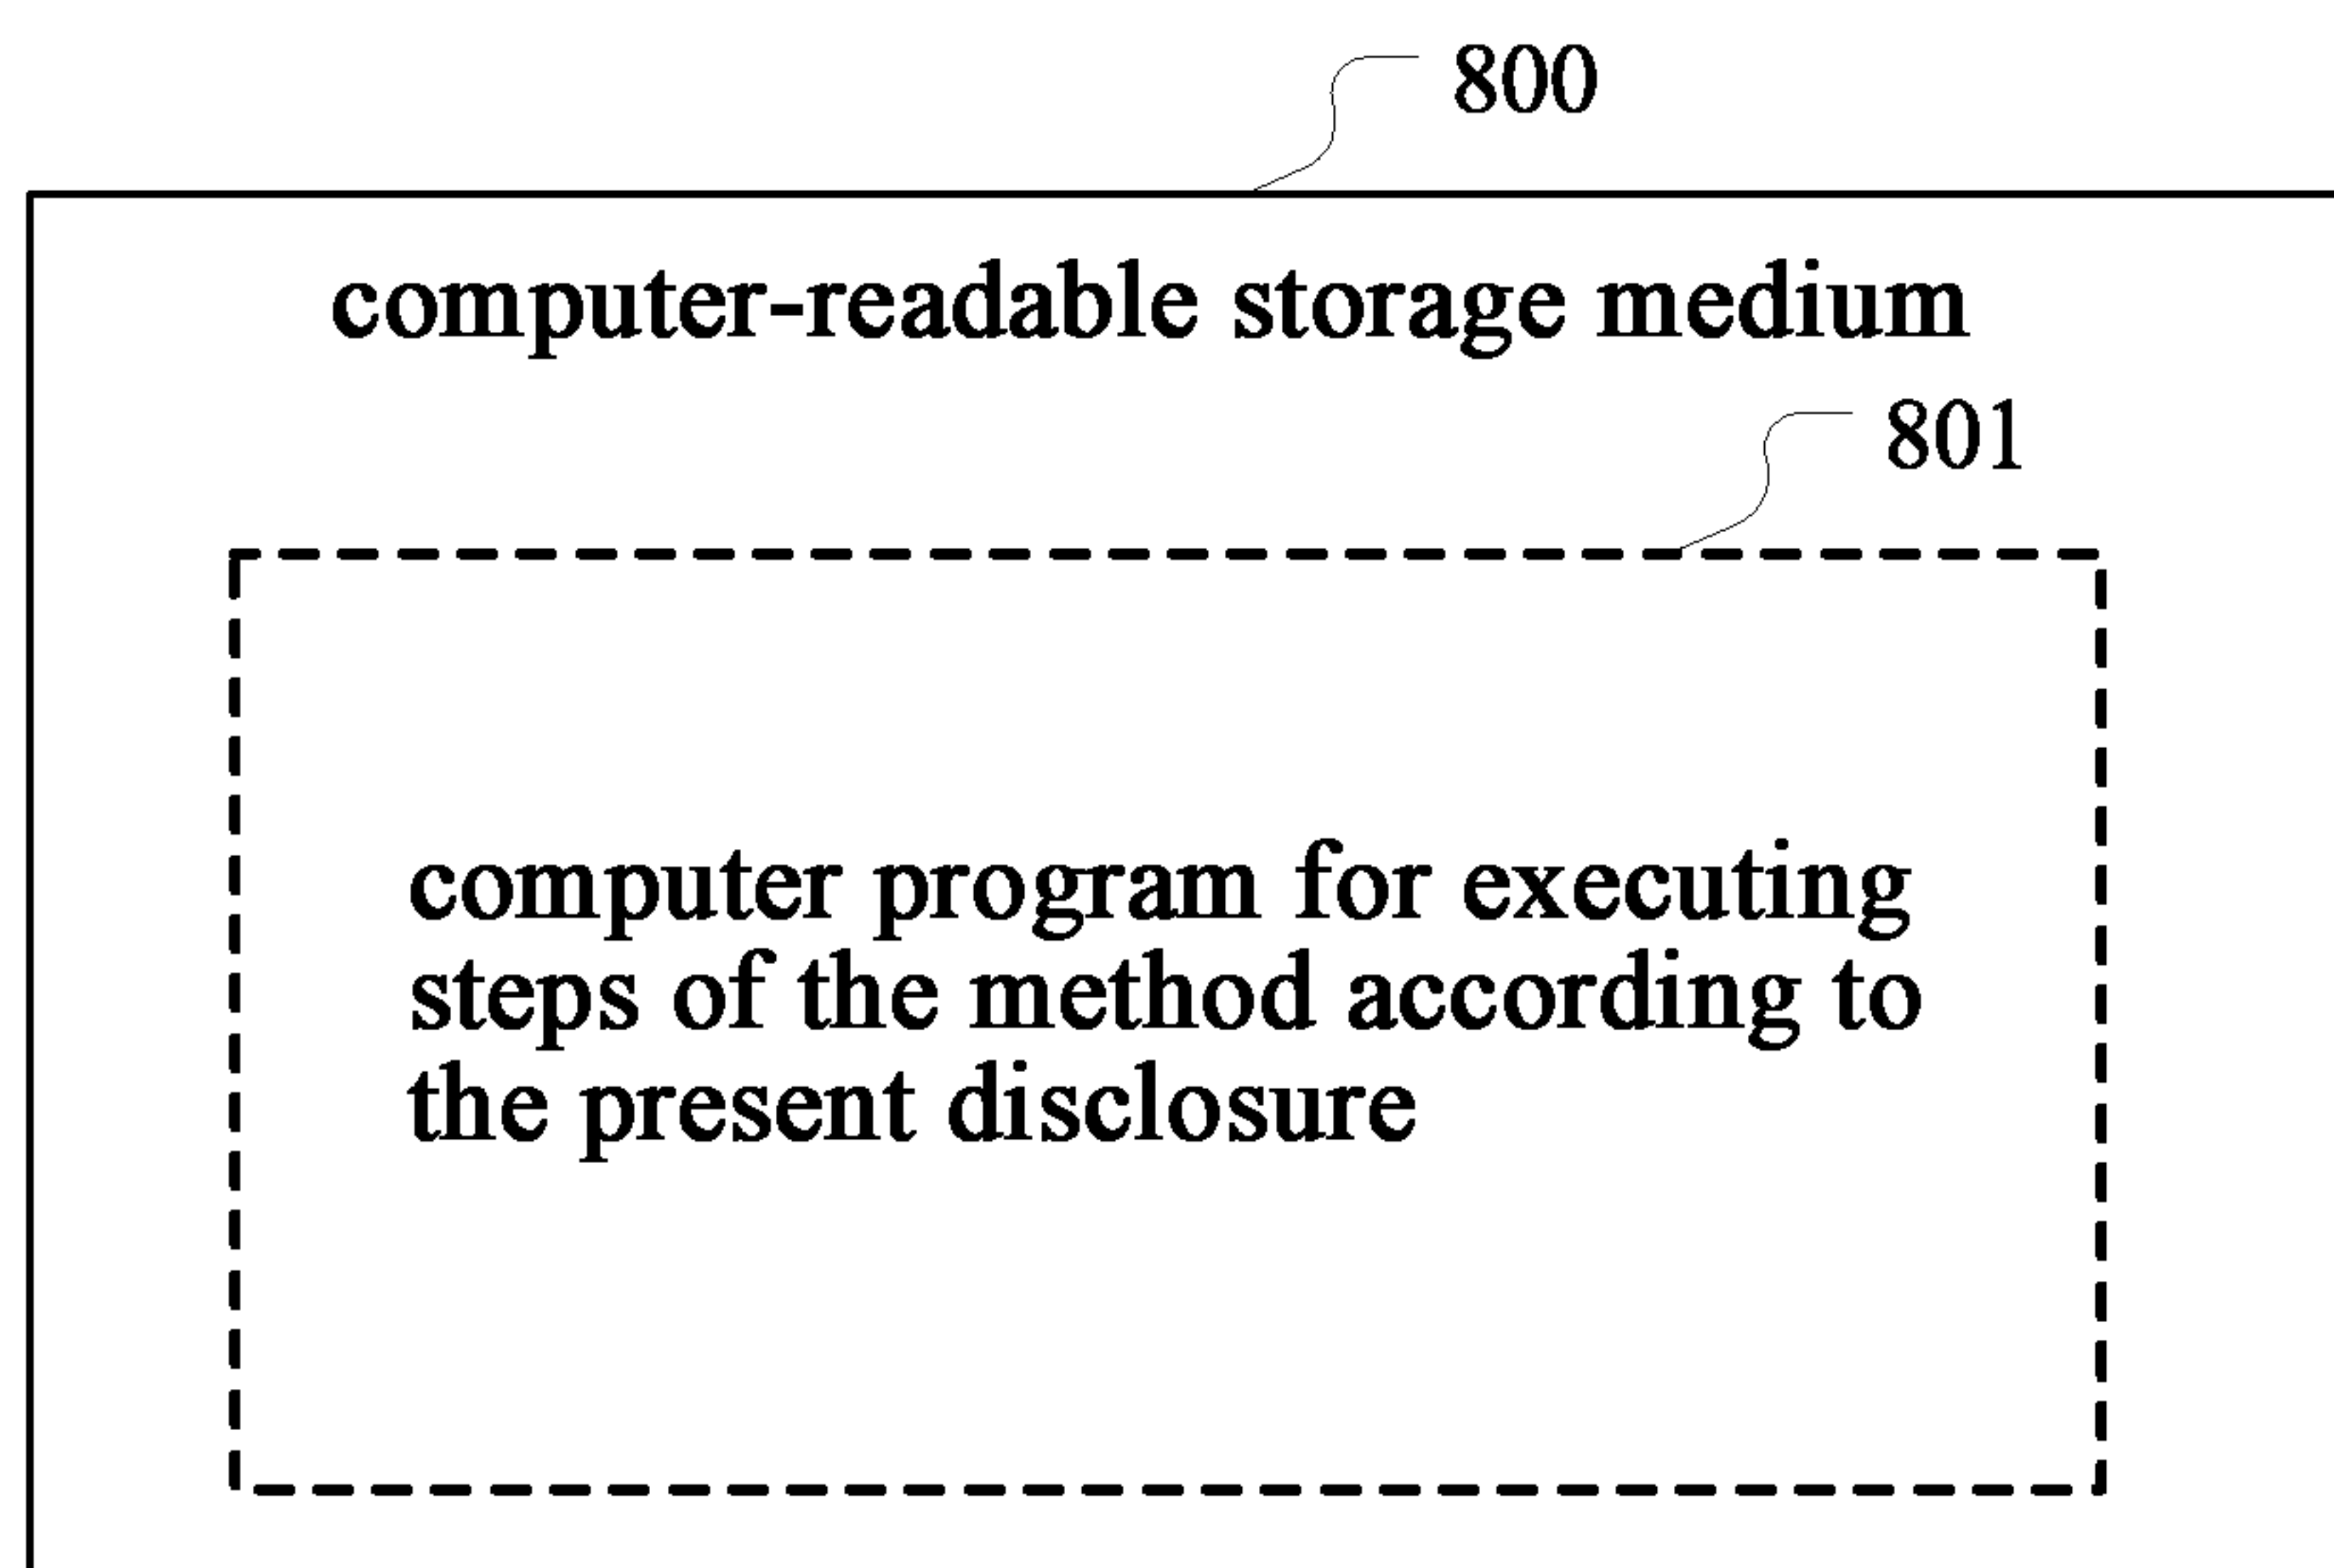 800
computer-readable storage medium
801
computer program for executing
steps of the method according to
the present disclosure